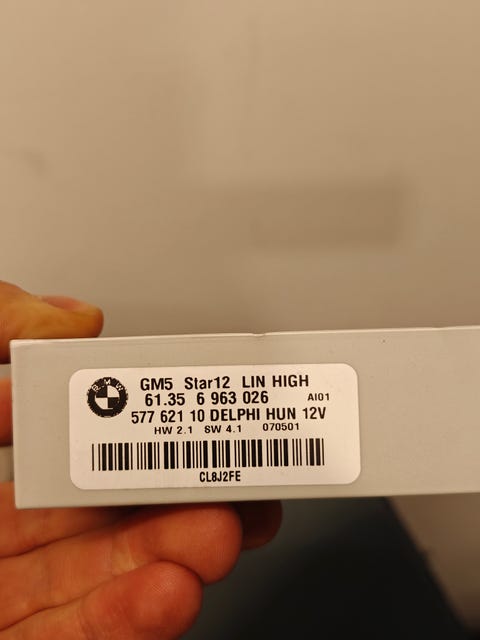 BMW
GM5 Star12 LIN HIGH
61.35 6 963 026 AI01
577 621 10 DELPHI HUN 12V
HW 2.1 SW 4.1 070501
CL8J2FE